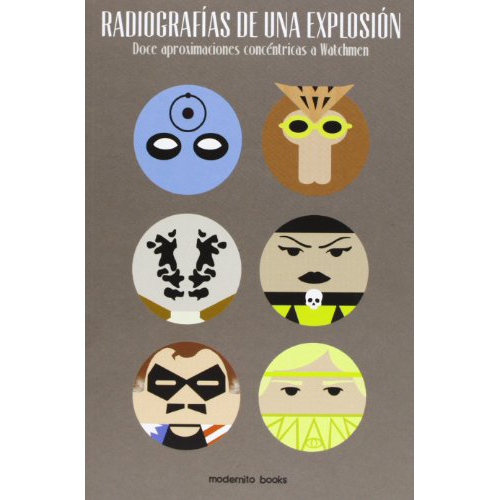 RADIOGRAFÍAS DE UNA EXPLOSIÓN
Doce aproximaciones concéntricas a Watchmen
modernito books